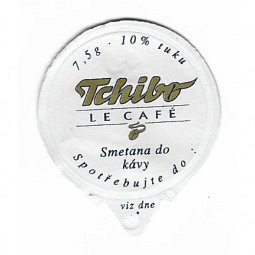 7,5g - 10% tuku
Tchibo
LE CAFÉ
Smetana do
kávy
Spotřebujte do :
viz dne